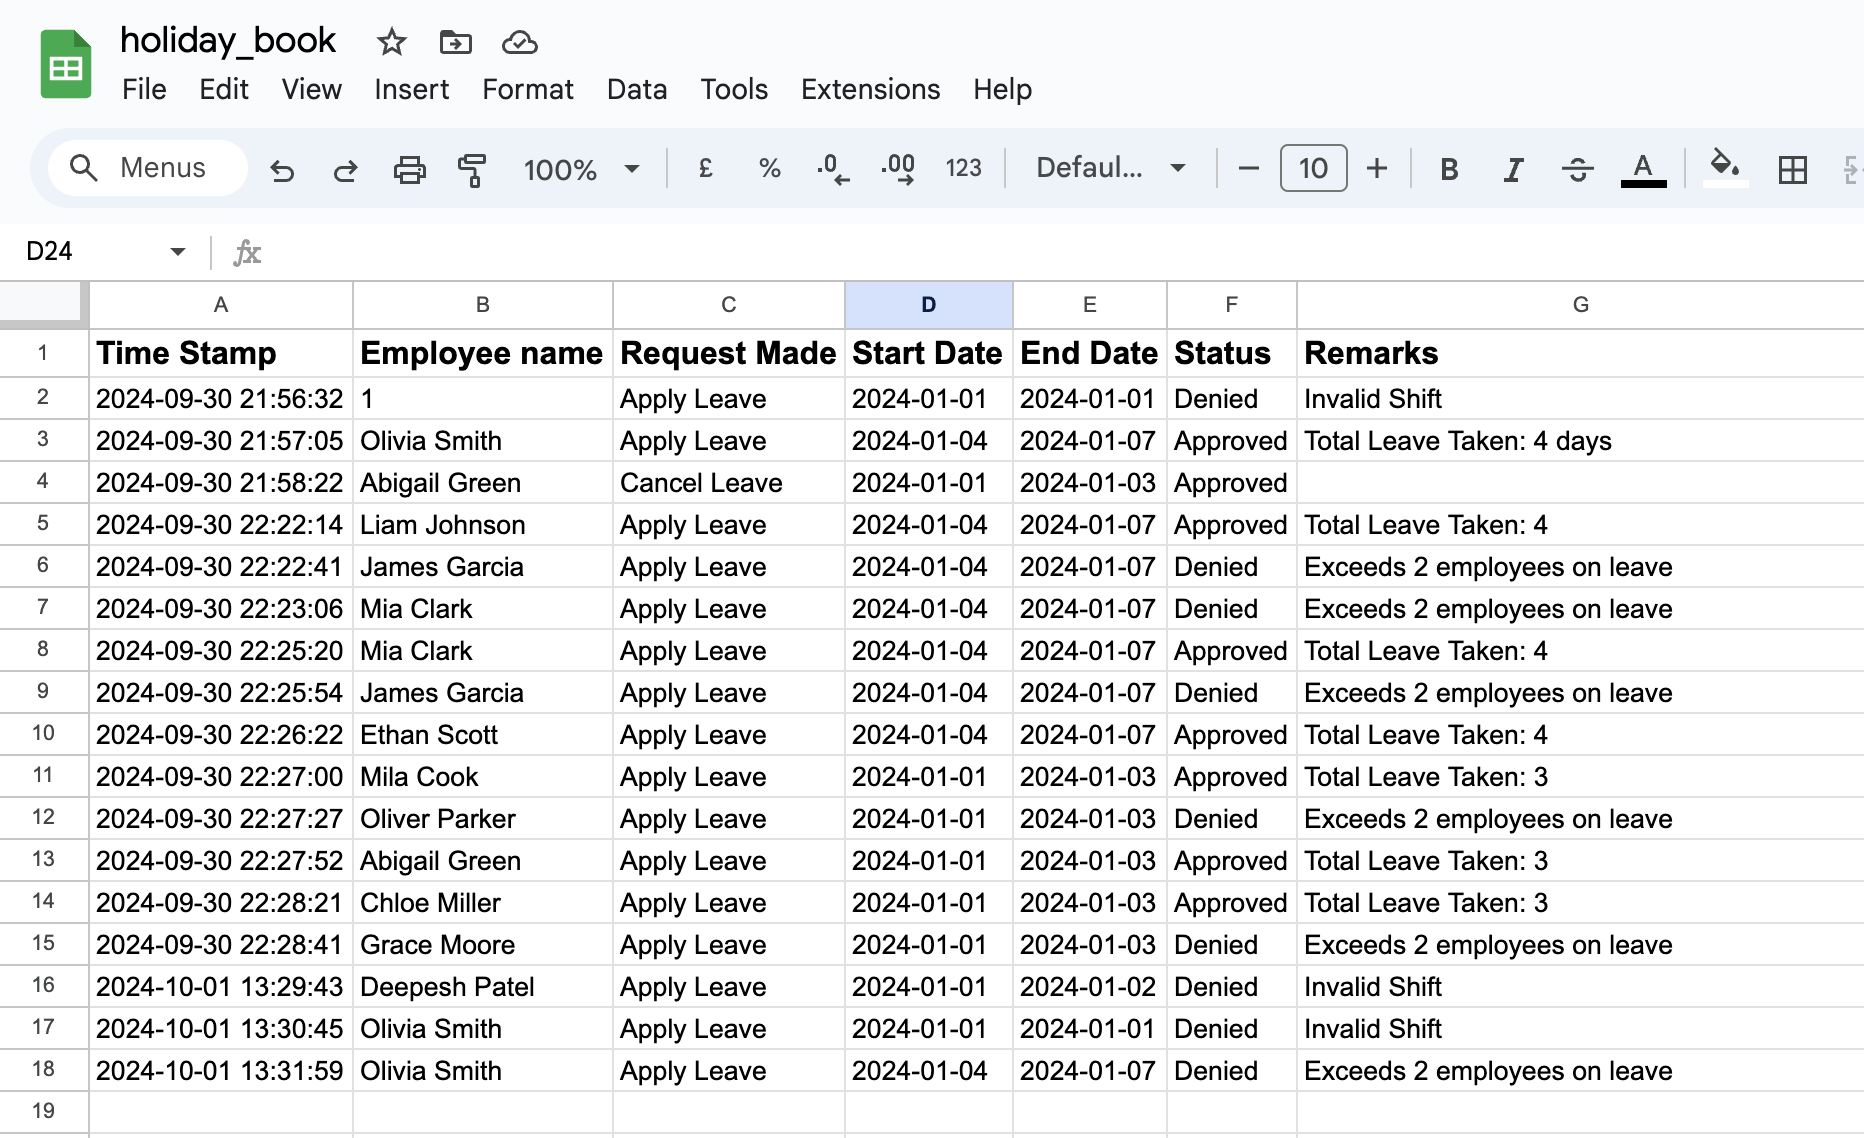 holiday_book
File Edit View Insert Format Data Tools Extensions Help
Menus 100% £ % .0 .00 123 Defaul... 10 B I A
D24 fx
A B C D E F G
1 Time Stamp Employee name Request Made Start Date End Date Status Remarks
2 2024-09-30 21:56:32 1 Apply Leave 2024-01-01 2024-01-01 Denied Invalid Shift
3 2024-09-30 21:57:05 Olivia Smith Apply Leave 2024-01-04 2024-01-07 Approved Total Leave Taken: 4 days
4 2024-09-30 21:58:22 Abigail Green Cancel Leave 2024-01-01 2024-01-03 Approved
5 2024-09-30 22:22:14 Liam Johnson Apply Leave 2024-01-04 2024-01-07 Approved Total Leave Taken: 4
6 2024-09-30 22:22:41 James Garcia Apply Leave 2024-01-04 2024-01-07 Denied Exceeds 2 employees on leave
7 2024-09-30 22:23:06 Mia Clark Apply Leave 2024-01-04 2024-01-07 Denied Exceeds 2 employees on leave
8 2024-09-30 22:25:20 Mia Clark Apply Leave 2024-01-04 2024-01-07 Approved Total Leave Taken: 4
9 2024-09-30 22:25:54 James Garcia Apply Leave 2024-01-04 2024-01-07 Denied Exceeds 2 employees on leave
10 2024-09-30 22:26:22 Ethan Scott Apply Leave 2024-01-04 2024-01-07 Approved Total Leave Taken: 4
11 2024-09-30 22:27:00 Mila Cook Apply Leave 2024-01-01 2024-01-03 Approved Total Leave Taken: 3
12 2024-09-30 22:27:27 Oliver Parker Apply Leave 2024-01-01 2024-01-03 Denied Exceeds 2 employees on leave
13 2024-09-30 22:27:52 Abigail Green Apply Leave 2024-01-01 2024-01-03 Approved Total Leave Taken: 3
14 2024-09-30 22:28:21 Chloe Miller Apply Leave 2024-01-01 2024-01-03 Approved Total Leave Taken: 3
15 2024-09-30 22:28:41 Grace Moore Apply Leave 2024-01-01 2024-01-03 Denied Exceeds 2 employees on leave
16 2024-10-01 13:29:43 Deepesh Patel Apply Leave 2024-01-01 2024-01-02 Denied Invalid Shift
17 2024-10-01 13:30:45 Olivia Smith Apply Leave 2024-01-01 2024-01-01 Denied Invalid Shift
18 2024-10-01 13:31:59 Olivia Smith Apply Leave 2024-01-04 2024-01-07 Denied Exceeds 2 employees on leave
19